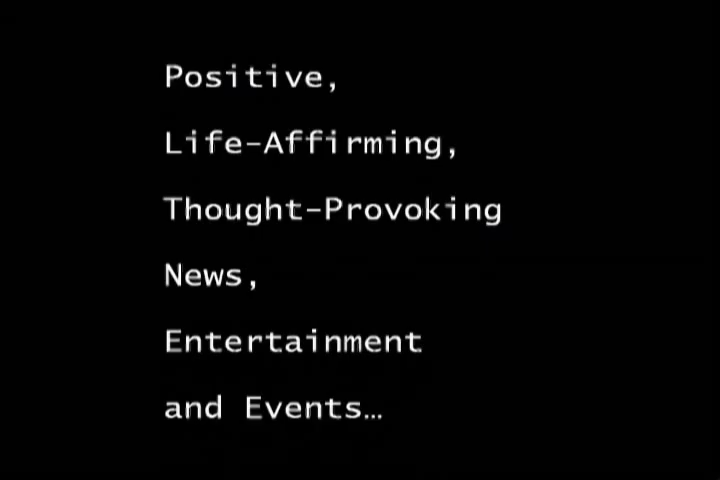 Positive,
Life-Affirming,
Thought-Provoking
News,
Entertainment
and Events…